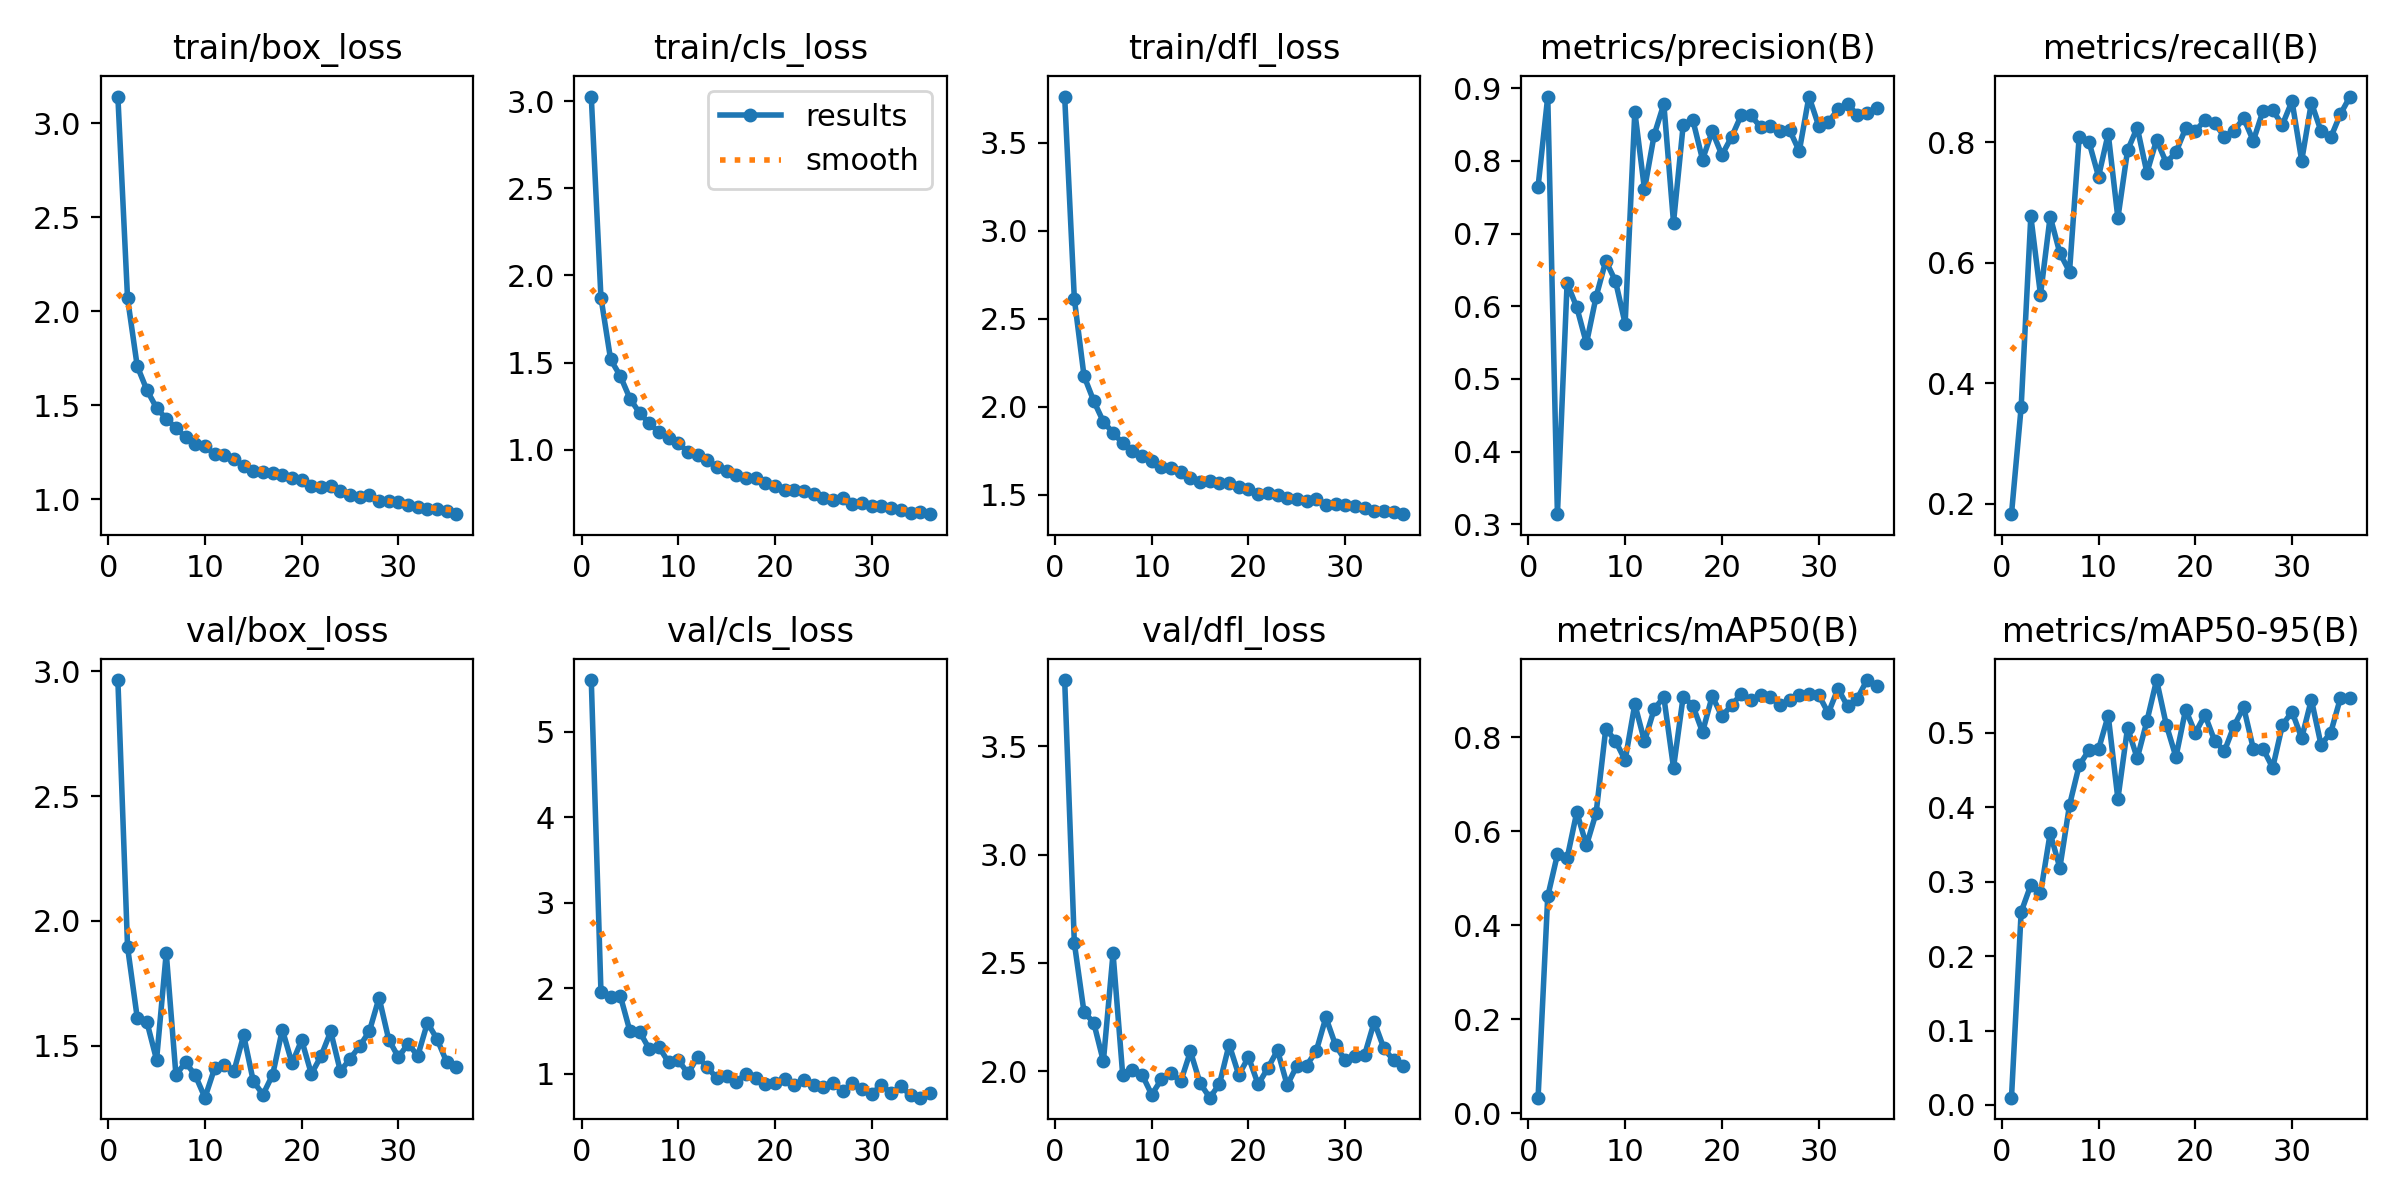 train/box_loss
3.0
2.5
2.0
1.5
1.0
0 10 20 30
train/cls_loss
results
smooth
3.0
2.5
2.0
1.5
1.0
0 10 20 30
train/dfl_loss
3.5
3.0
2.5
2.0
1.5
0 10 20 30
metrics/precision(B)
0.9
0.8
0.7
0.6
0.5
0.4
0.3
0 10 20 30
metrics/recall(B)
0.8
0.6
0.4
0.2
0 10 20 30
val/box_loss
3.0
2.5
2.0
1.5
0 10 20 30
val/cls_loss
5
4
3
2
1
0 10 20 30
val/dfl_loss
3.5
3.0
2.5
2.0
0 10 20 30
metrics/mAP50(B)
0.8
0.6
0.4
0.2
0.0
0 10 20 30
metrics/mAP50-95(B)
0.5
0.4
0.3
0.2
0.1
0.0
0 10 20 30